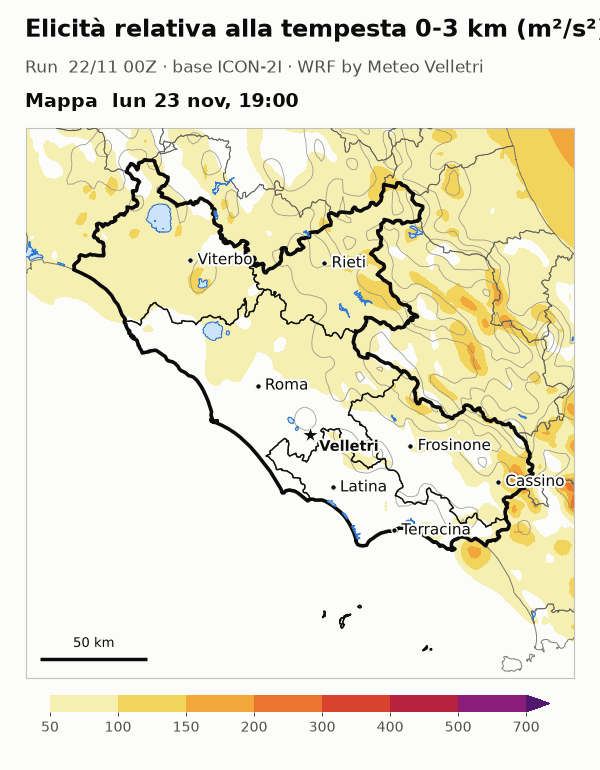 Elicità relativa alla tempesta 0-3 km (m²/s²)
Run 22/11 00Z · base ICON-2I · WRF by Meteo Velletri
Mappa lun 23 nov, 19:00
Viterbo
Rieti
Roma
Velletri
Frosinone
Cassino
Latina
Terracina
50 km
50 100 150 200 300 400 500 700